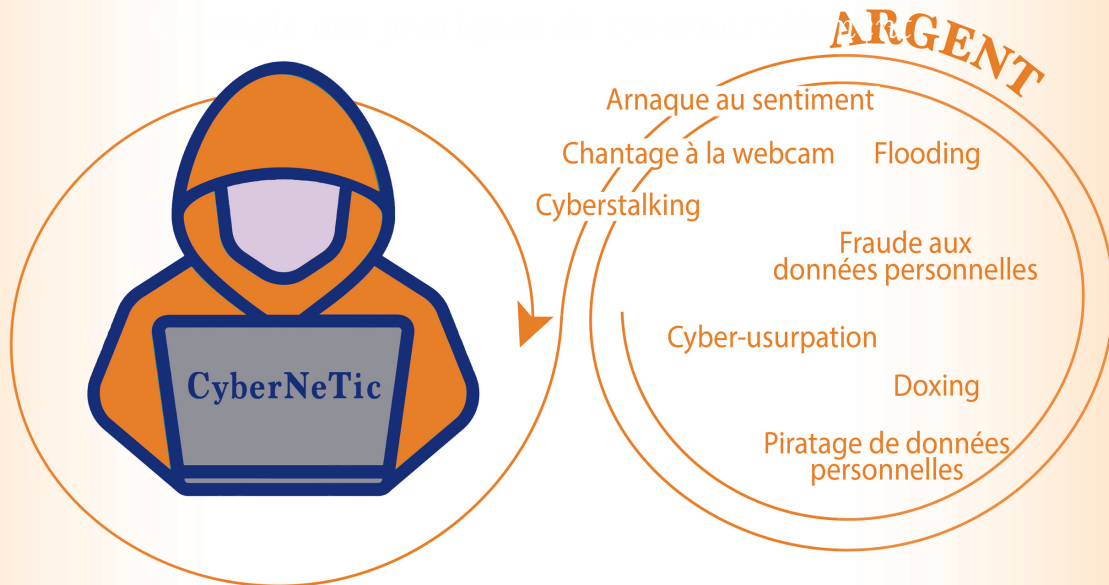 ARGENT
Arnaque au sentiment
Chantage à la webcam
Flooding
Cyberstalking
Fraude aux
données personnelles
Cyber-usurpation
Doxing
Piratage de données
personnelles
CyberNeTic